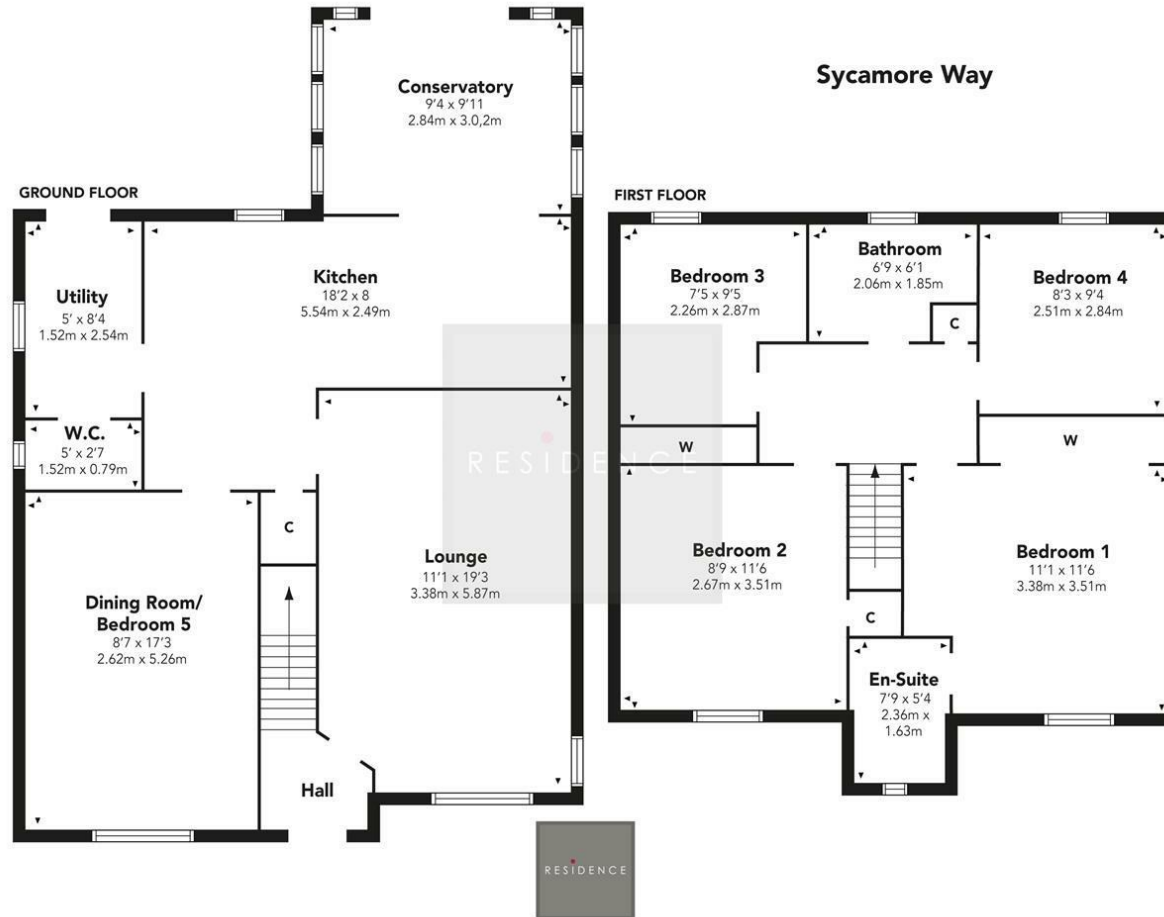 Sycamore Way
GROUND FLOOR
Conservatory
9'4 x 9'11
2.84m x 3.0,2m
Kitchen
18'2 x 8
5.54m x 2.49m
Utility
5' x 8'4
1.52m x 2.54m
W.C.
5' x 2'7
1.52m x 0.79m
C
Lounge
11'1 x 19'3
3.38m x 5.87m
Dining Room/
Bedroom 5
8'7 x 17'3
2.62m x 5.26m
Hall
FIRST FLOOR
Bedroom 3
7'5 x 9'5
2.26m x 2.87m
Bathroom
6'9 x 6'1
2.06m x 1.85m
C
Bedroom 4
8'3 x 9'4
2.51m x 2.84m
W
W
Bedroom 2
8'9 x 11'6
2.67m x 3.51m
Bedroom 1
11'1 x 11'6
3.38m x 3.51m
C
En-Suite
7'9 x 5'4
2.36m x
1.63m
RESIDENCE
RESIDENCE